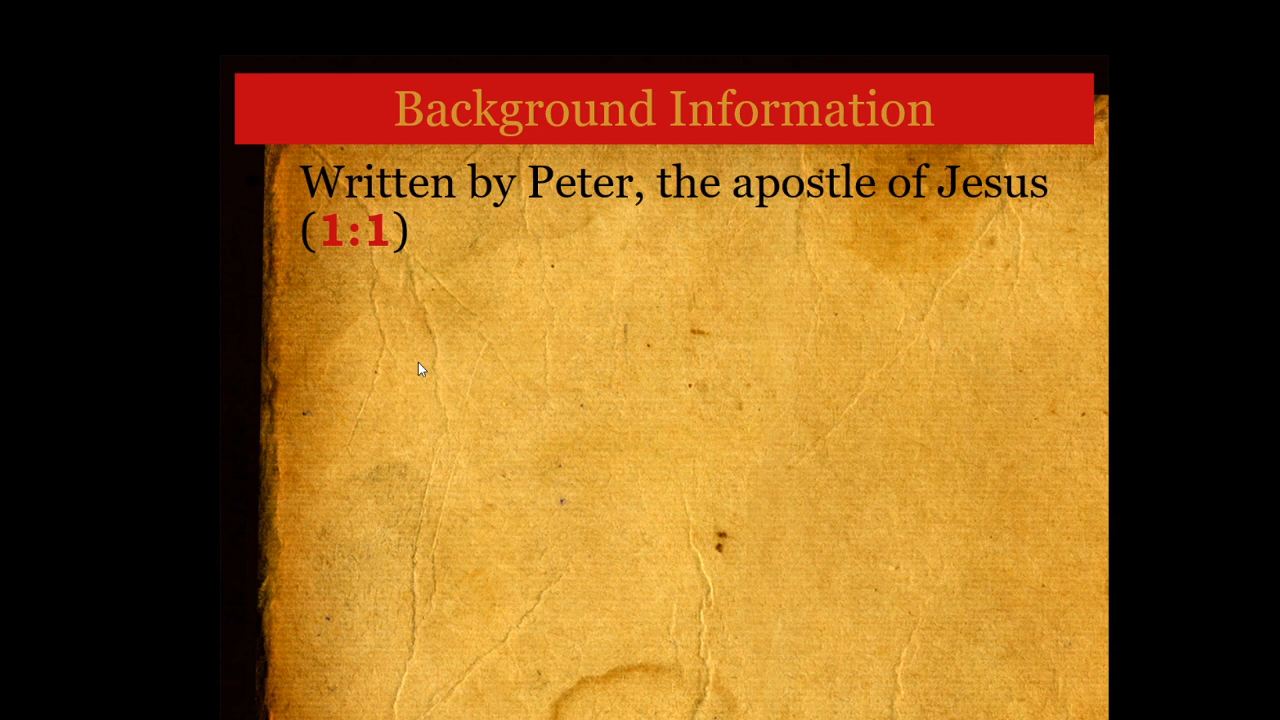 Background Information
Written by Peter, the apostle of Jesus
(1:1)